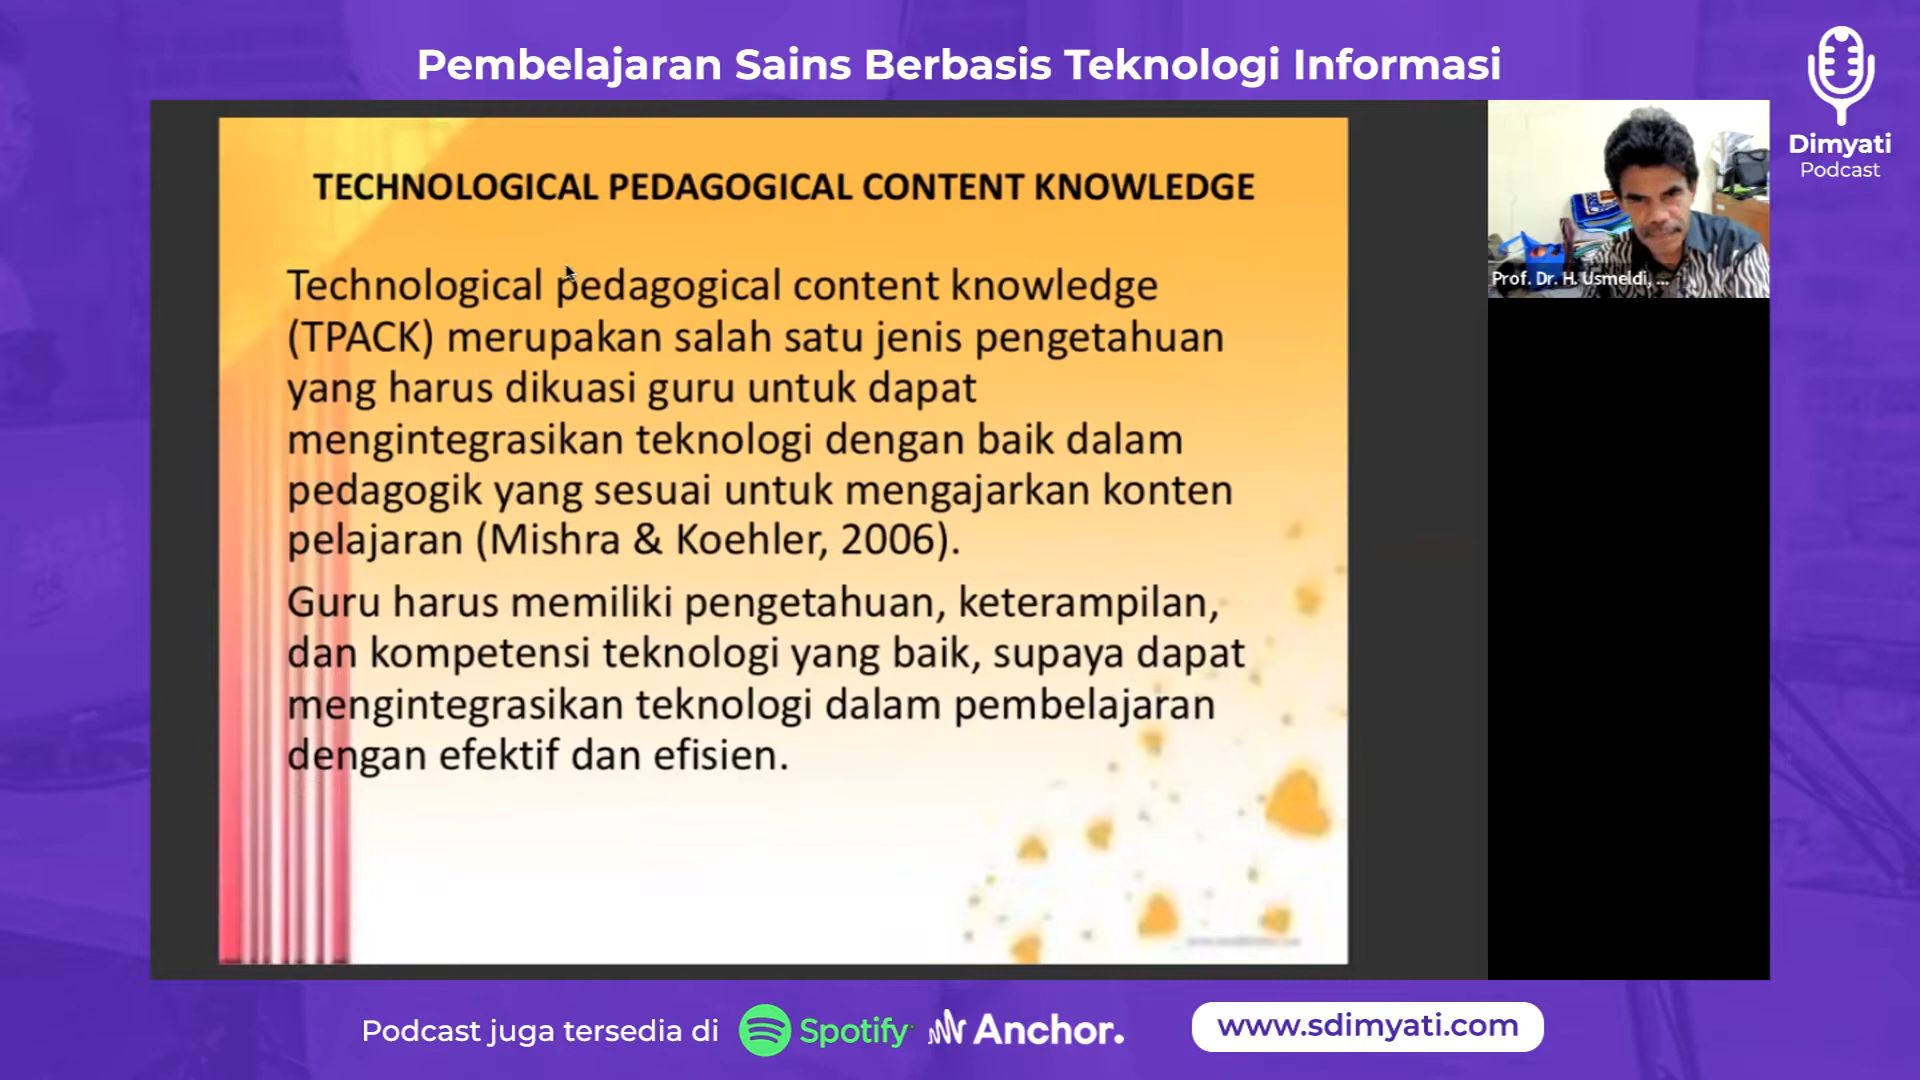 Pembelajaran Sains Berbasis Teknologi Informasi
Dimyati
Podcast
TECHNOLOGICAL PEDAGOGICAL CONTENT KNOWLEDGE
Technological pedagogical content knowledge
(TPACK) merupakan salah satu jenis pengetahuan
yang harus dikuasi guru untuk dapat
mengintegrasikan teknologi dengan baik dalam
pedagogik yang sesuai untuk mengajarkan konten
pelajaran (Mishra & Koehler, 2006).
Guru harus memiliki pengetahuan, keterampilan,
dan kompetensi teknologi yang baik, supaya dapat
mengintegrasikan teknologi dalam pembelajaran
dengan efektif dan efisien.
Prof. Dr. H. Usmeldi, ...
Podcast juga tersedia di Spotify Anchor. www.sdimyati.com